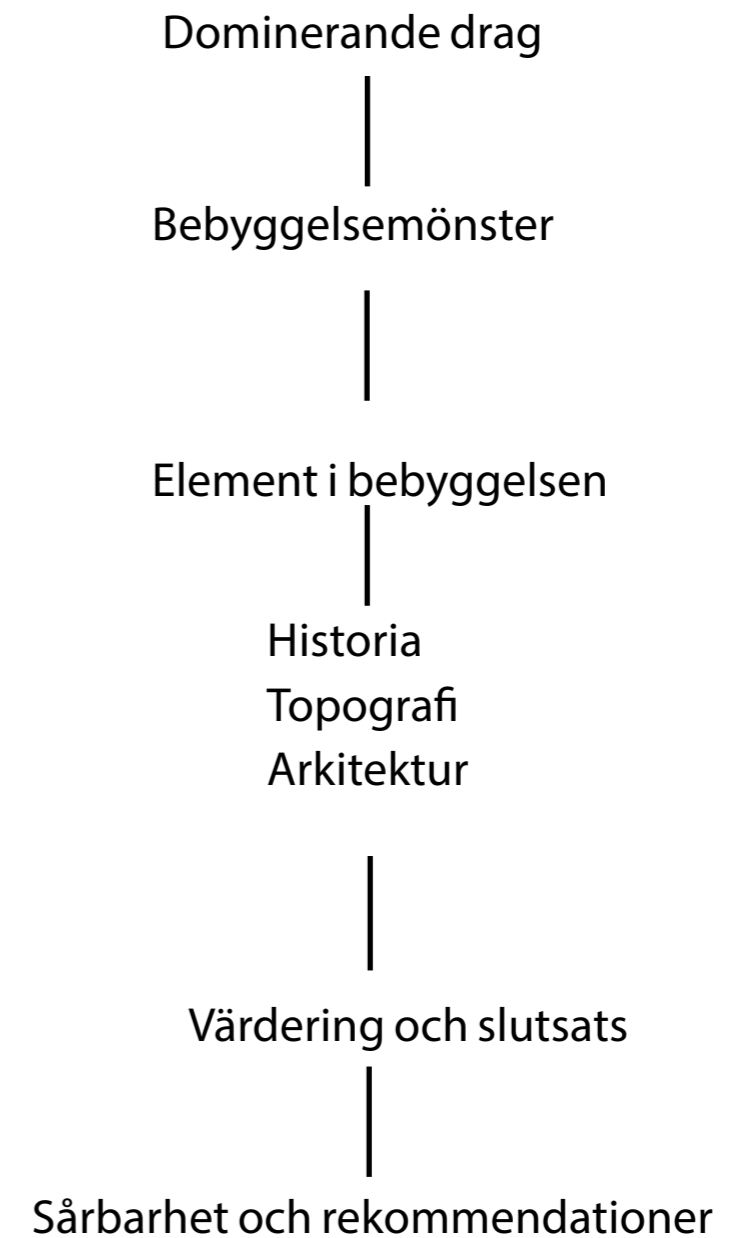 Dominerande drag
Bebyggelsemönster
Element i bebyggelsen
Historia
Topografi
Arkitektur
Värdering och slutsats
Sårbarhet och rekommendationer